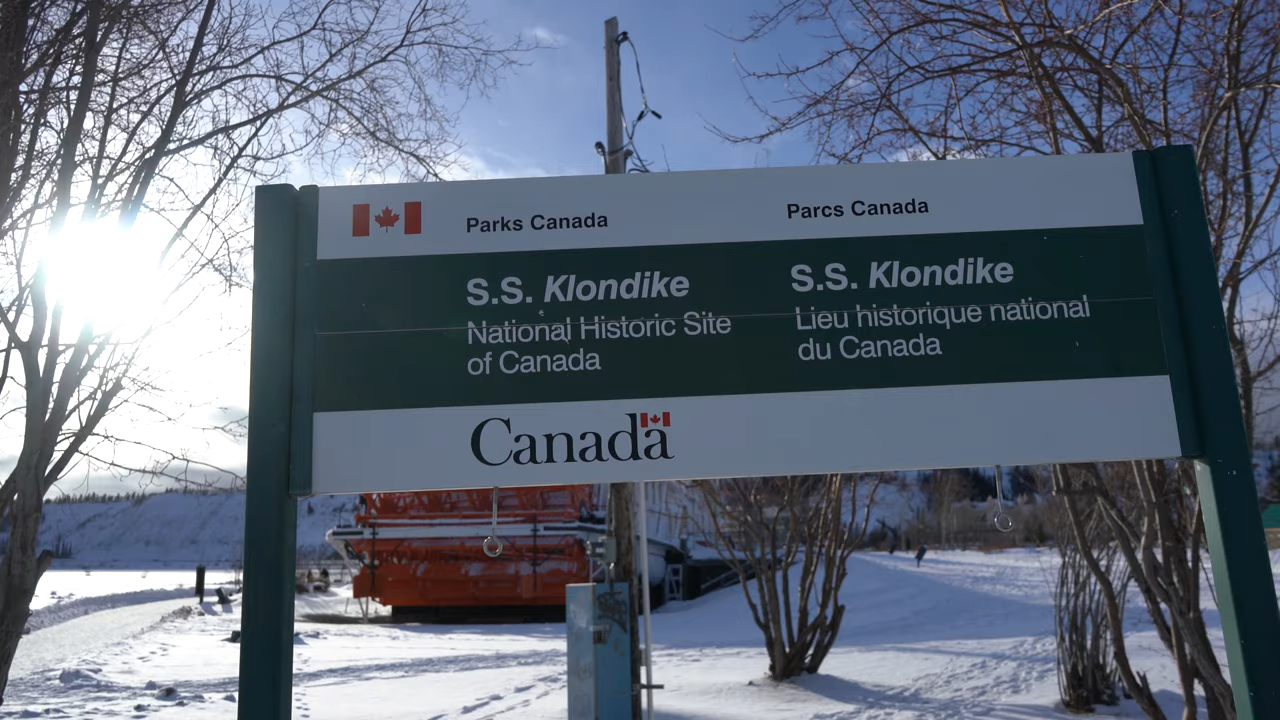 Parks Canada
Parcs Canada
S.S. Klondike
National Historic Site
of Canada
S.S. Klondike
Lieu historique national
du Canada
Canada